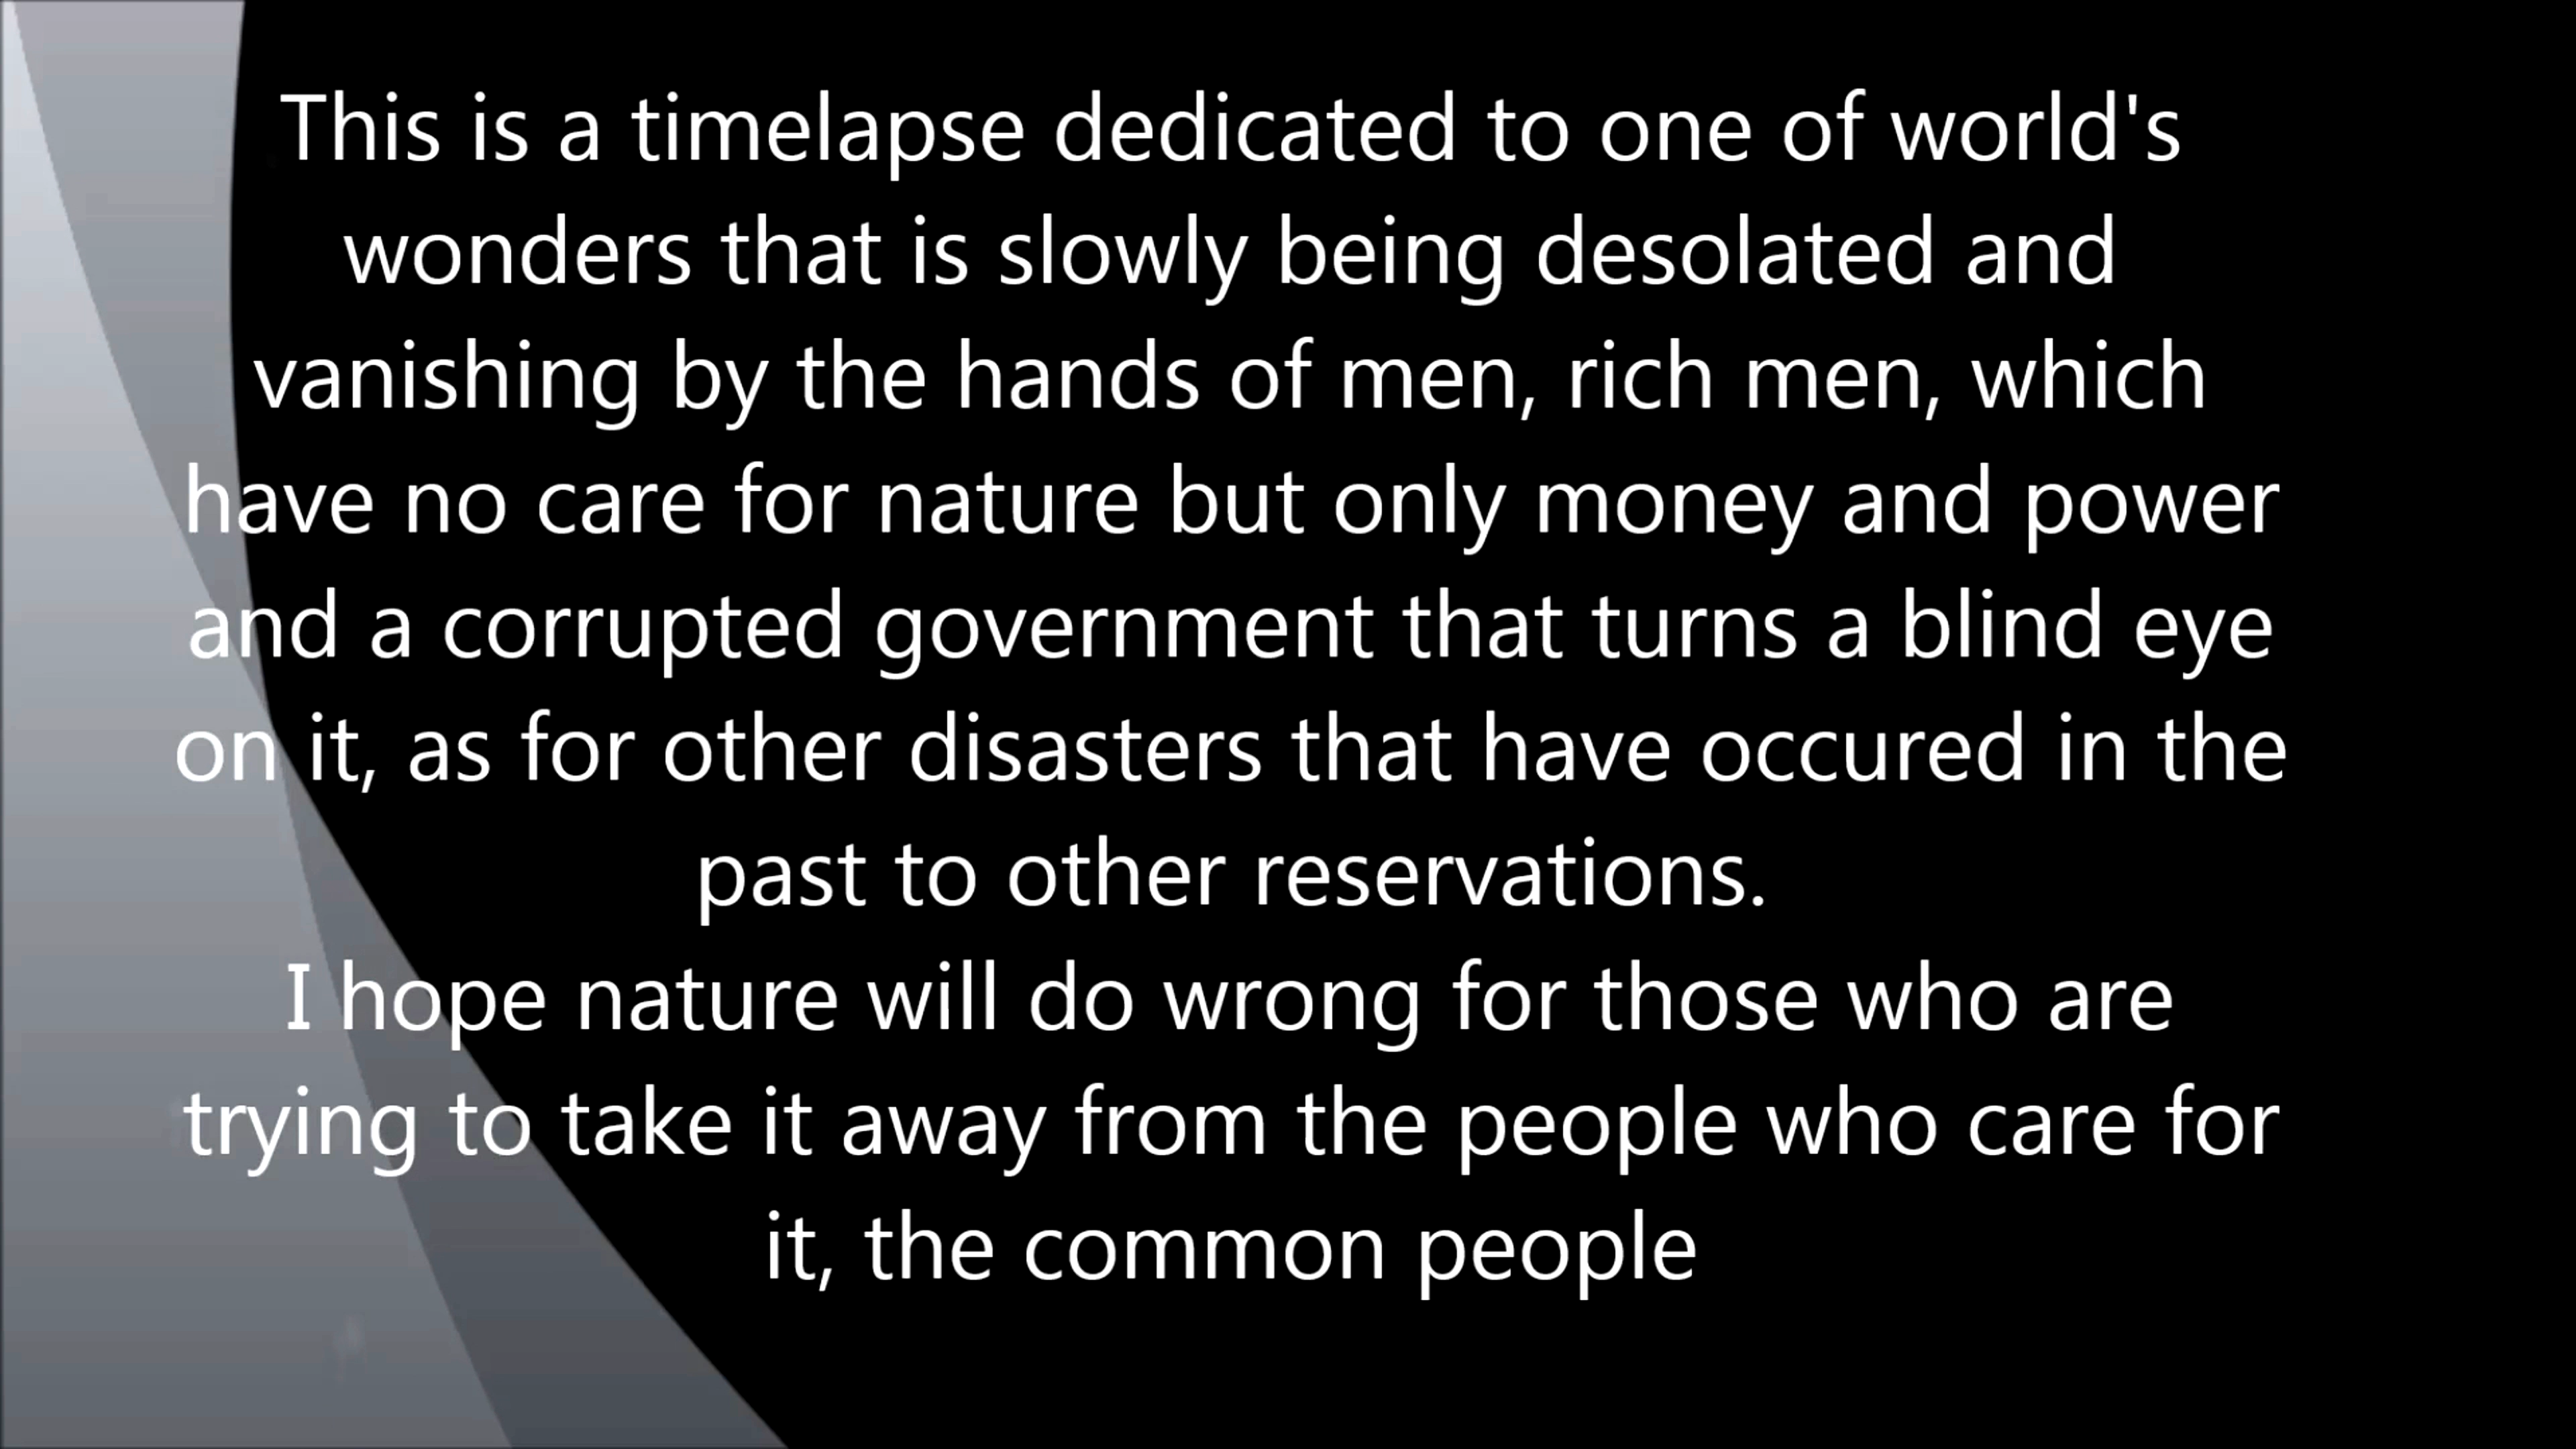 This is a timelapse dedicated to one of world's
wonders that is slowly being desolated and
vanishing by the hands of men, rich men, which
have no care for nature but only money and power
and a corrupted government that turns a blind eye
on it, as for other disasters that have occured in the
past to other reservations.
I hope nature will do wrong for those who are
trying to take it away from the people who care for
it, the common people